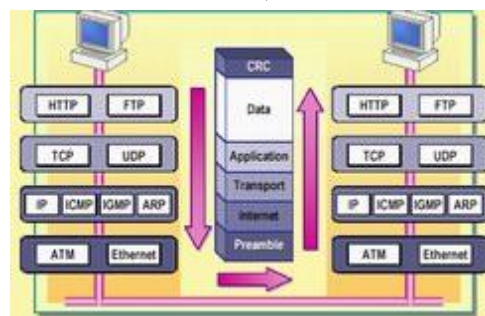 CRC
HTTP FTP
Data
HTTP FTP
TCP UDP
Application
TCP UDP
Transport
IP ICMP IGMP ARP
Internet
IP ICMP IGMP ARP
Preamble
ATM Ethernet
ATM Ethernet